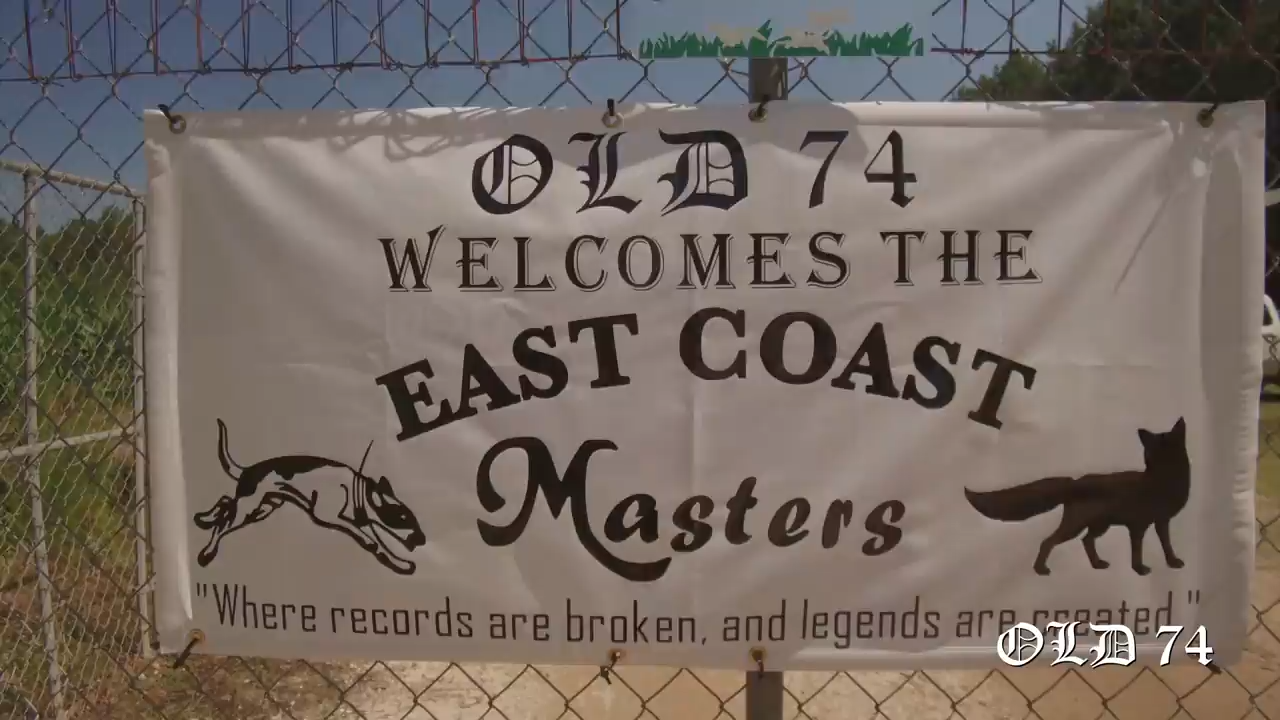 OLD 74
WELCOMES THE
EAST COAST
Masters
"Where records are broken, and legends are created."
OLD 74